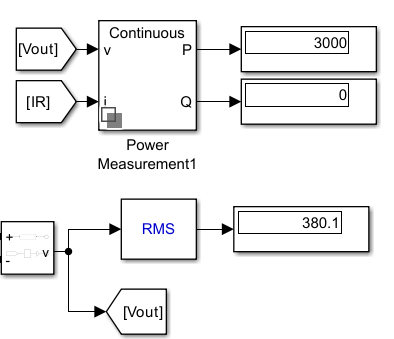 Continuous
[Vout]
v
P
3000
[IR]
i
Q
0
Power
Measurement1
+
-
v
RMS
380.1
[Vout]